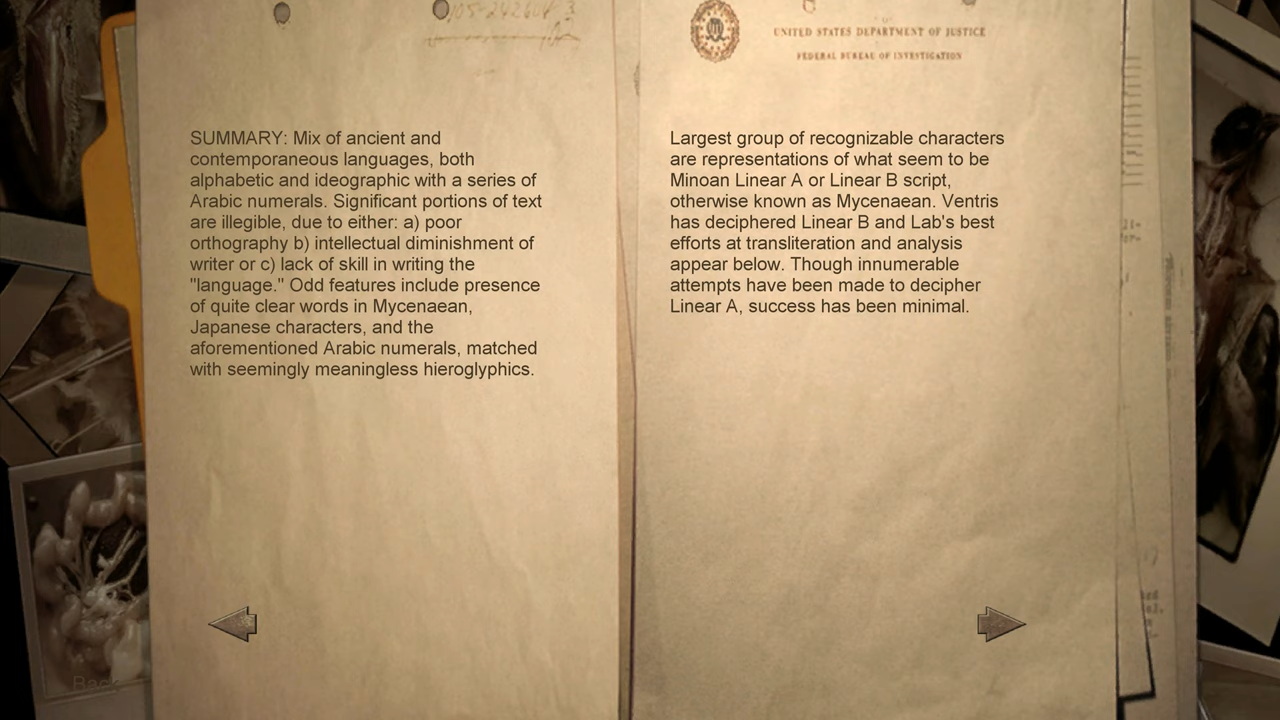 SUMMARY: Mix of ancient and
contemporaneous languages, both
alphabetic and ideographic with a series of
Arabic numerals. Significant portions of text
are illegible, due to either: a) poor
orthography b) intellectual diminishment of
writer or c) lack of skill in writing the
"language." Odd features include presence
of quite clear words in Mycenaean,
Japanese characters, and the
aforementioned Arabic numerals, matched
with seemingly meaningless hieroglyphics.
UNITED STATES DEPARTMENT OF JUSTICE
FEDERAL BUREAU OF INVESTIGATION
Largest group of recognizable characters
are representations of what seem to be
Minoan Linear A or Linear B script,
otherwise known as Mycenaean. Ventris
has deciphered Linear B and Lab's best
efforts at transliteration and analysis
appear below. Though innumerable
attempts have been made to decipher
Linear A, success has been minimal.
Back